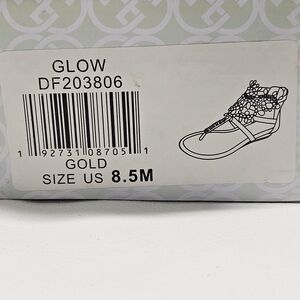 GLOW
DF203806
1 92731 08705 1
GOLD
SIZE US 8.5M